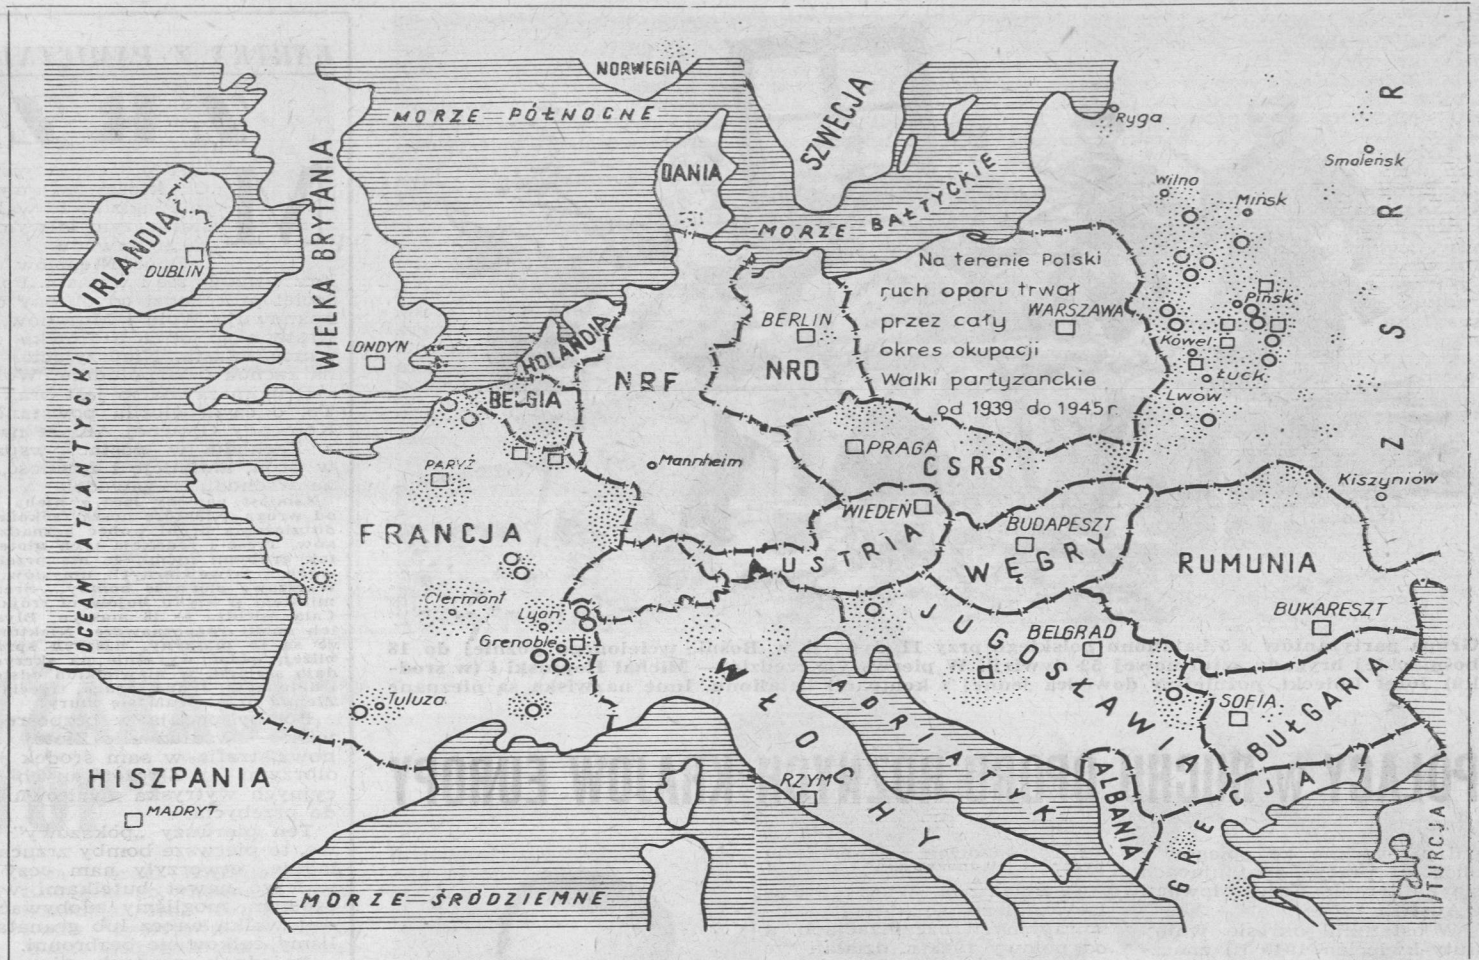 NORWEGIA
MORZE PÓŁNOCNE
SZWECJA
Ryga
Smoleńsk
DANIA
MORZE BAŁTYCKIE
Wilno
Mińsk
IRLANDIA
DUBLIN
WIELKA BRYTANIA
LONDYN
HOLANDIA
BELGIA
NRF
BERLIN
NRD
Na terenie Polski
ruch oporu trwał
przez cały
okres okupacji
Walki partyzanckie
od 1939 do 1945 r.
WARSZAWA
Pińsk
Kowel
Łuck
Lwów
ZSRR
OCEAN ATLANTYCKI
PARYŻ
Mannheim
PRAGA
CSRS
Kiszyniow
FRANCJA
WIEDEŃ
AUSTRIA
BUDAPESZT
WĘGRY
RUMUNIA
BUKARESZT
Clermont
Lyon
Grenoble
Tuluza
JUGOSŁAWIA
BELGRAD
SOFIA
BUŁGARIA
WŁOCHY
ADRIATYK
RZYM
ALBANIA
GRECJA
TURCJA
HISZPANIA
MADRYT
MORZE ŚRÓDZIEMNE